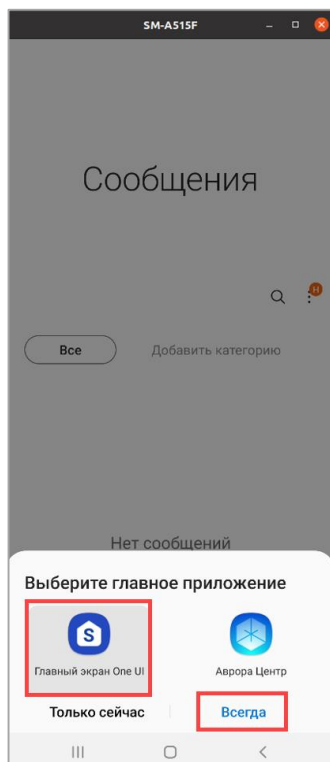 SM-A515F
Сообщения
Н
Все Добавить категорию
Нет сообщений
Выберите главное приложение
S
Главный экран One UI Аврора Центр
Только сейчас Всегда